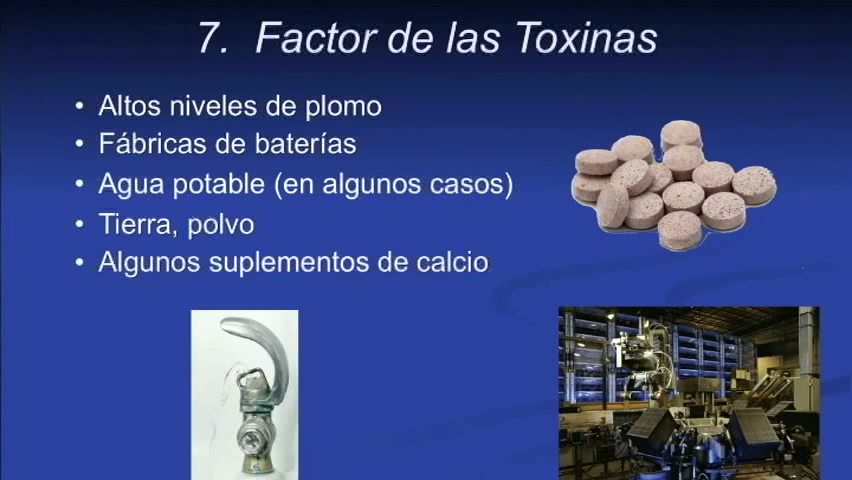 7. Factor de las Toxinas
• Altos niveles de plomo
• Fábricas de baterías
• Agua potable (en algunos casos)
• Tierra, polvo
• Algunos suplementos de calcio